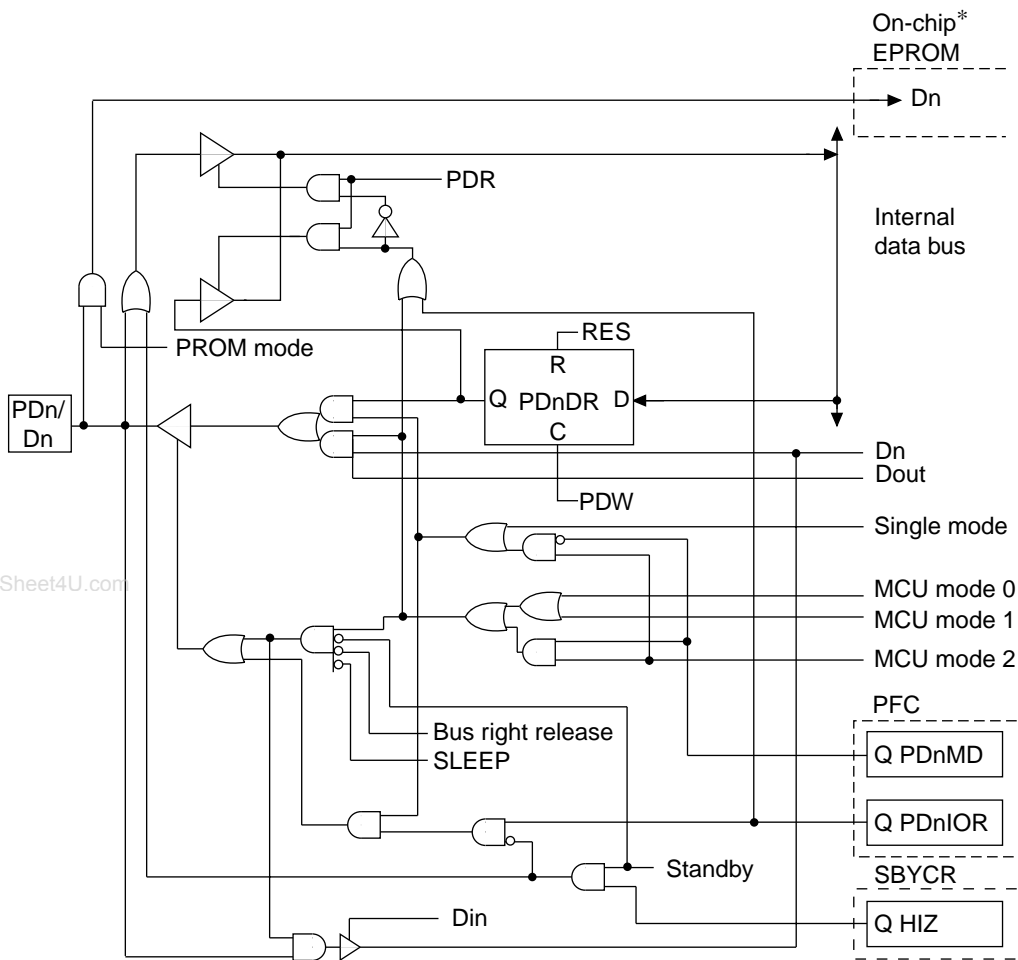 On-chip*
EPROM
Dn
PDR
Internal
data bus
PROM mode
RES
R
Q PDnDR D
C
PDn/
Dn
Dn
Dout
PDW
Single mode
Sheet4U.com
MCU mode 0
MCU mode 1
MCU mode 2
PFC
Bus right release
SLEEP
Q PDnMD
Q PDnIOR
Standby
SBYCR
Din
Q HIZ